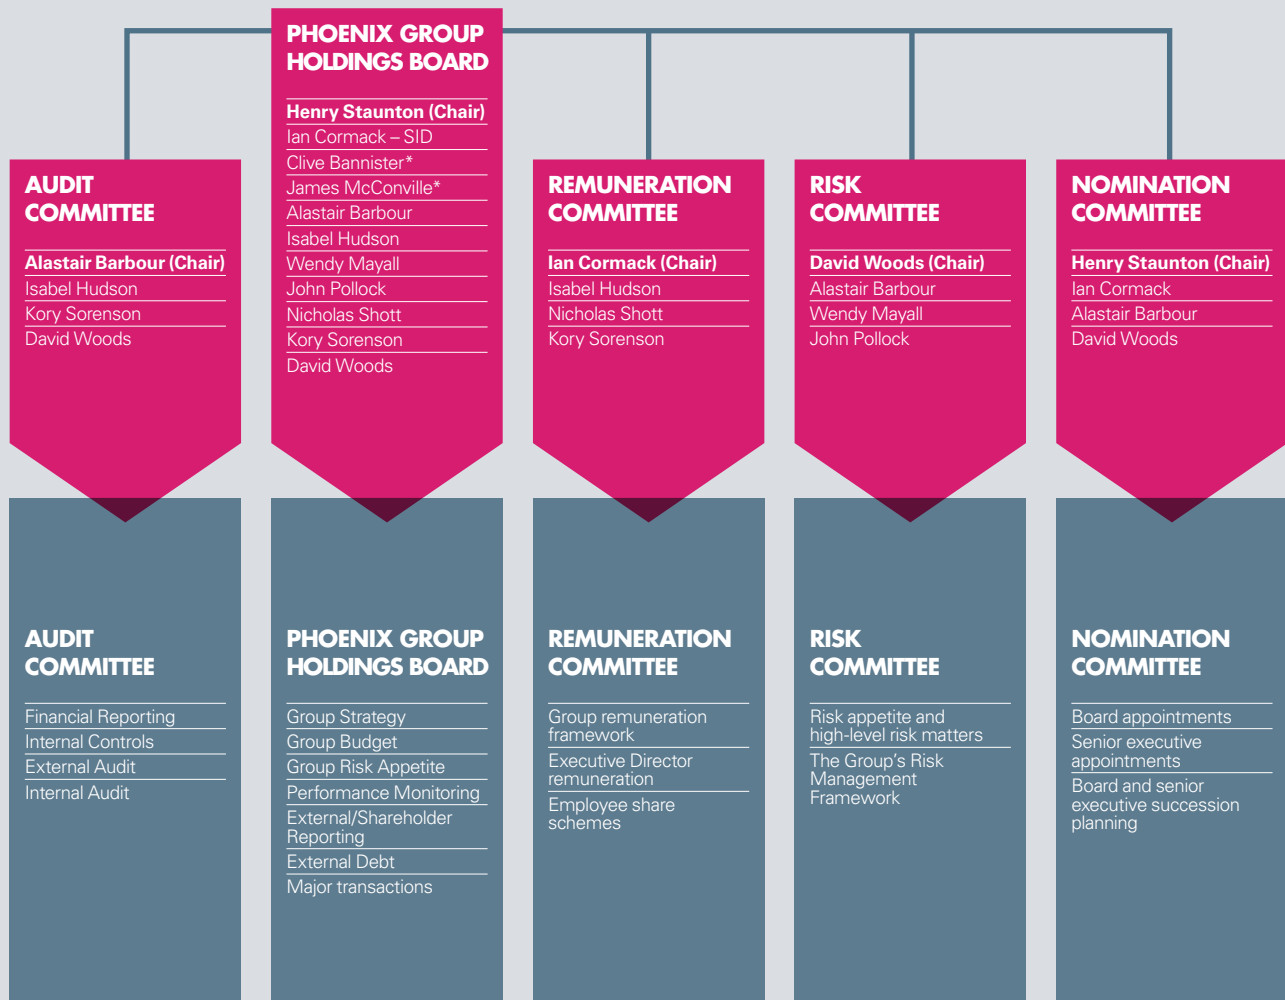 PHOENIX GROUP
HOLDINGS BOARD
Henry Staunton (Chair)
Ian Cormack – SID
Clive Bannister*
James McConville*
Alastair Barbour
Isabel Hudson
Wendy Mayall
John Pollock
Nicholas Shott
Kory Sorenson
David Woods
AUDIT
COMMITTEE
Alastair Barbour (Chair)
Isabel Hudson
Kory Sorenson
David Woods
REMUNERATION
COMMITTEE
Ian Cormack (Chair)
Isabel Hudson
Nicholas Shott
Kory Sorenson
RISK
COMMITTEE
David Woods (Chair)
Alastair Barbour
Wendy Mayall
John Pollock
NOMINATION
COMMITTEE
Henry Staunton (Chair)
Ian Cormack
Alastair Barbour
David Woods
AUDIT
COMMITTEE
Financial Reporting
Internal Controls
External Audit
Internal Audit
PHOENIX GROUP
HOLDINGS BOARD
Group Strategy
Group Budget
Group Risk Appetite
Performance Monitoring
External/Shareholder
Reporting
External Debt
Major transactions
REMUNERATION
COMMITTEE
Group remuneration
framework
Executive Director
remuneration
Employee share
schemes
RISK
COMMITTEE
Risk appetite and
high-level risk matters
The Group's Risk
Management
Framework
NOMINATION
COMMITTEE
Board appointments
Senior executive
appointments
Board and senior
executive succession
planning